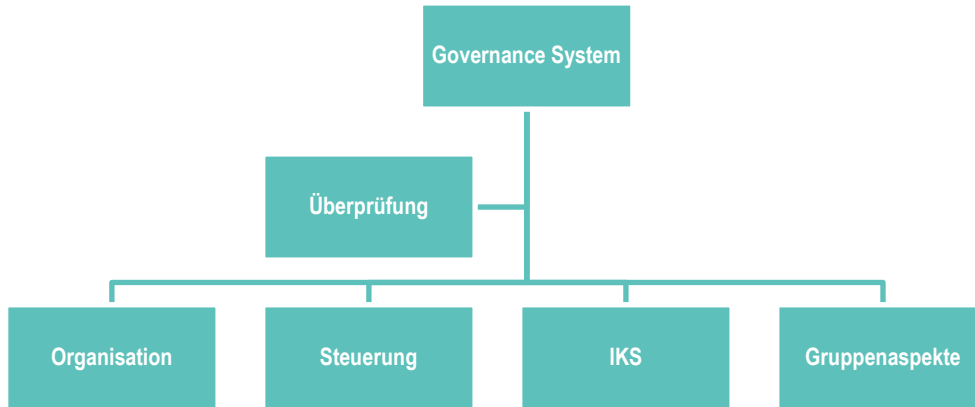 Governance System
Überprüfung
Organisation
Steuerung
IKS
Gruppenaspekte